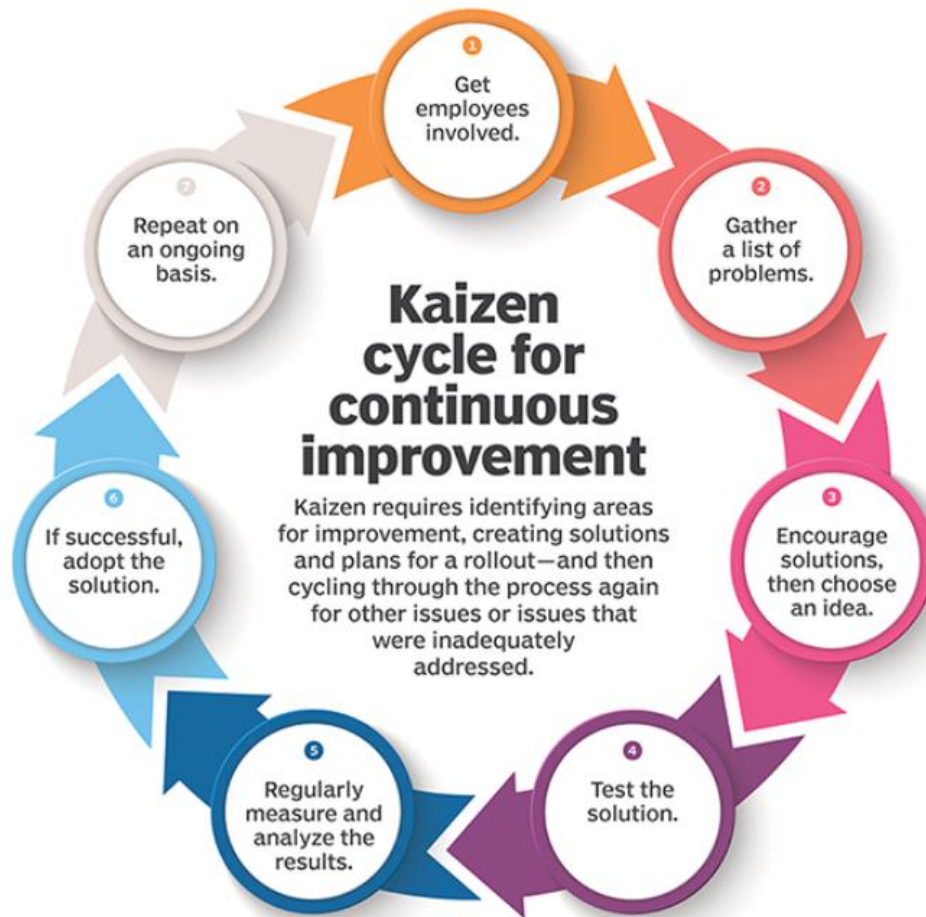 Kaizen
cycle for
continuous
improvement
Kaizen requires identifying areas
for improvement, creating solutions
and plans for a rollout—and then
cycling through the process again
for other issues or issues that
were inadequately
addressed.
1
Get
employees
involved.
2
Gather
a list of
problems.
3
Encourage
solutions,
then choose
an idea.
4
Test the
solution.
5
Regularly
measure and
analyze the
results.
6
If successful,
adopt the
solution.
7
Repeat on
an ongoing
basis.